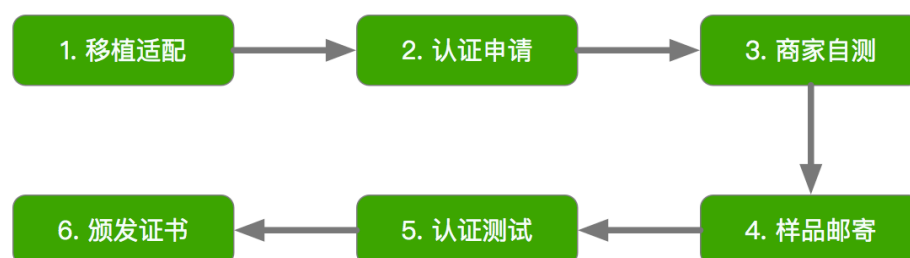 1. 移植适配
2. 认证申请
3. 商家自测
4. 样品邮寄
5. 认证测试
6. 颁发证书